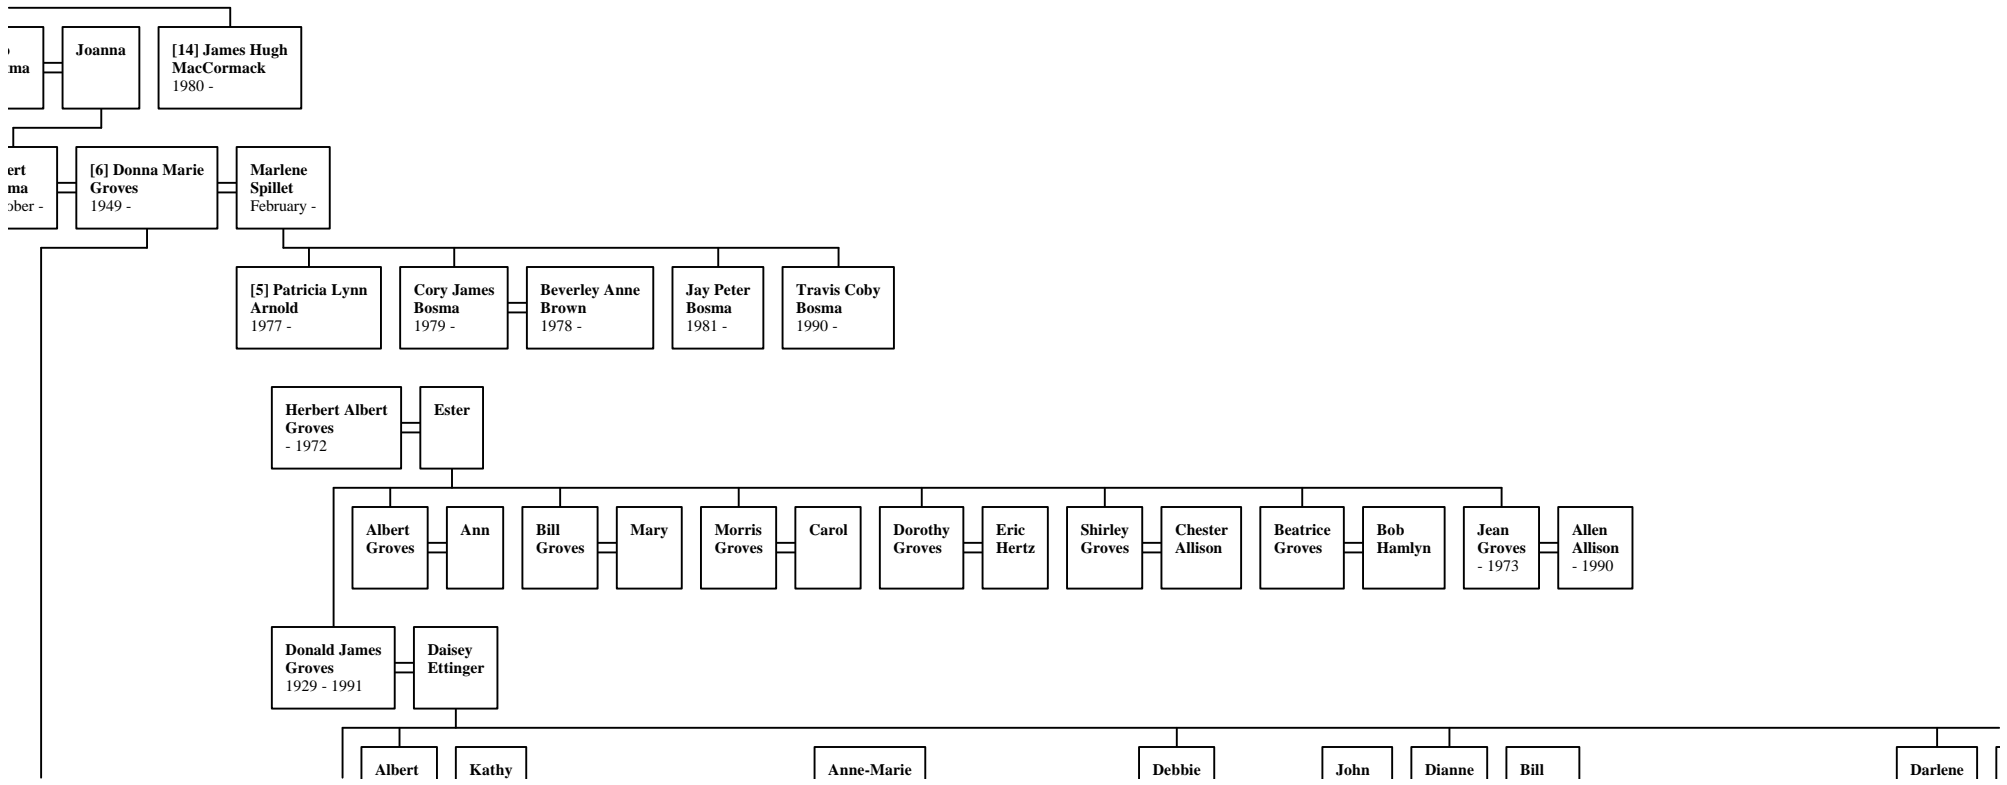 Joanna
[14] James Hugh
MacCormack
1980 -
[6] Donna Marie
Groves
1949 -
Marlene
Spillet
February -
[5] Patricia Lynn
Arnold
1977 -
Cory James
Bosma
1979 -
Beverley Anne
Brown
1978 -
Jay Peter
Bosma
1981 -
Travis Coby
Bosma
1990 -
Herbert Albert
Groves
- 1972
Ester
Albert
Groves
Ann
Bill
Groves
Mary
Morris
Groves
Carol
Dorothy
Groves
Eric
Hertz
Shirley
Groves
Chester
Allison
Beatrice
Groves
Bob
Hamlyn
Jean
Groves
- 1973
Allen
Allison
- 1990
Donald James
Groves
1929 - 1991
Daisey
Ettinger
Albert
Kathy
Anne-Marie
Debbie
John
Dianne
Bill
Darlene